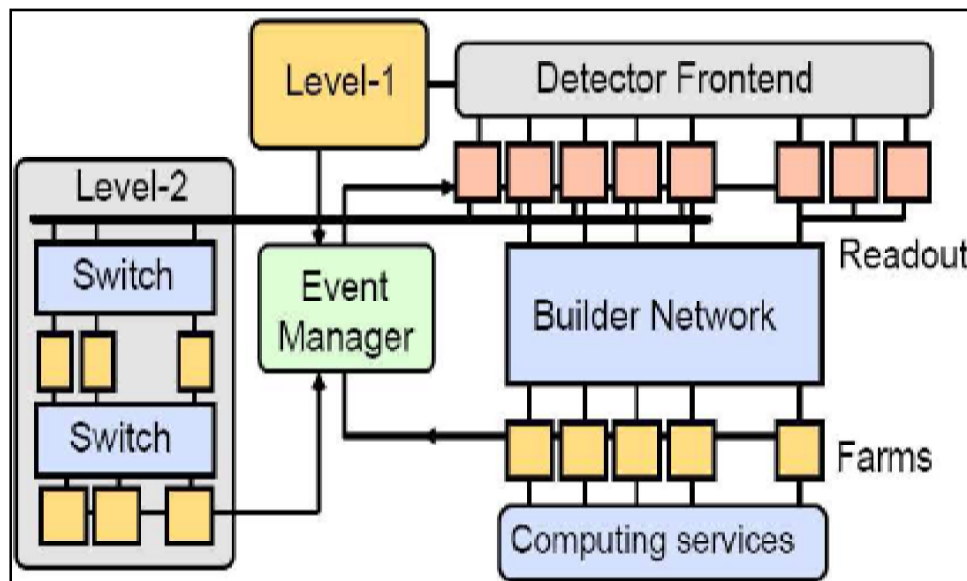 Level-1
Detector Frontend
Level-2
Switch
Event
Manager
Readout
Builder Network
Switch
Farms
Computing services